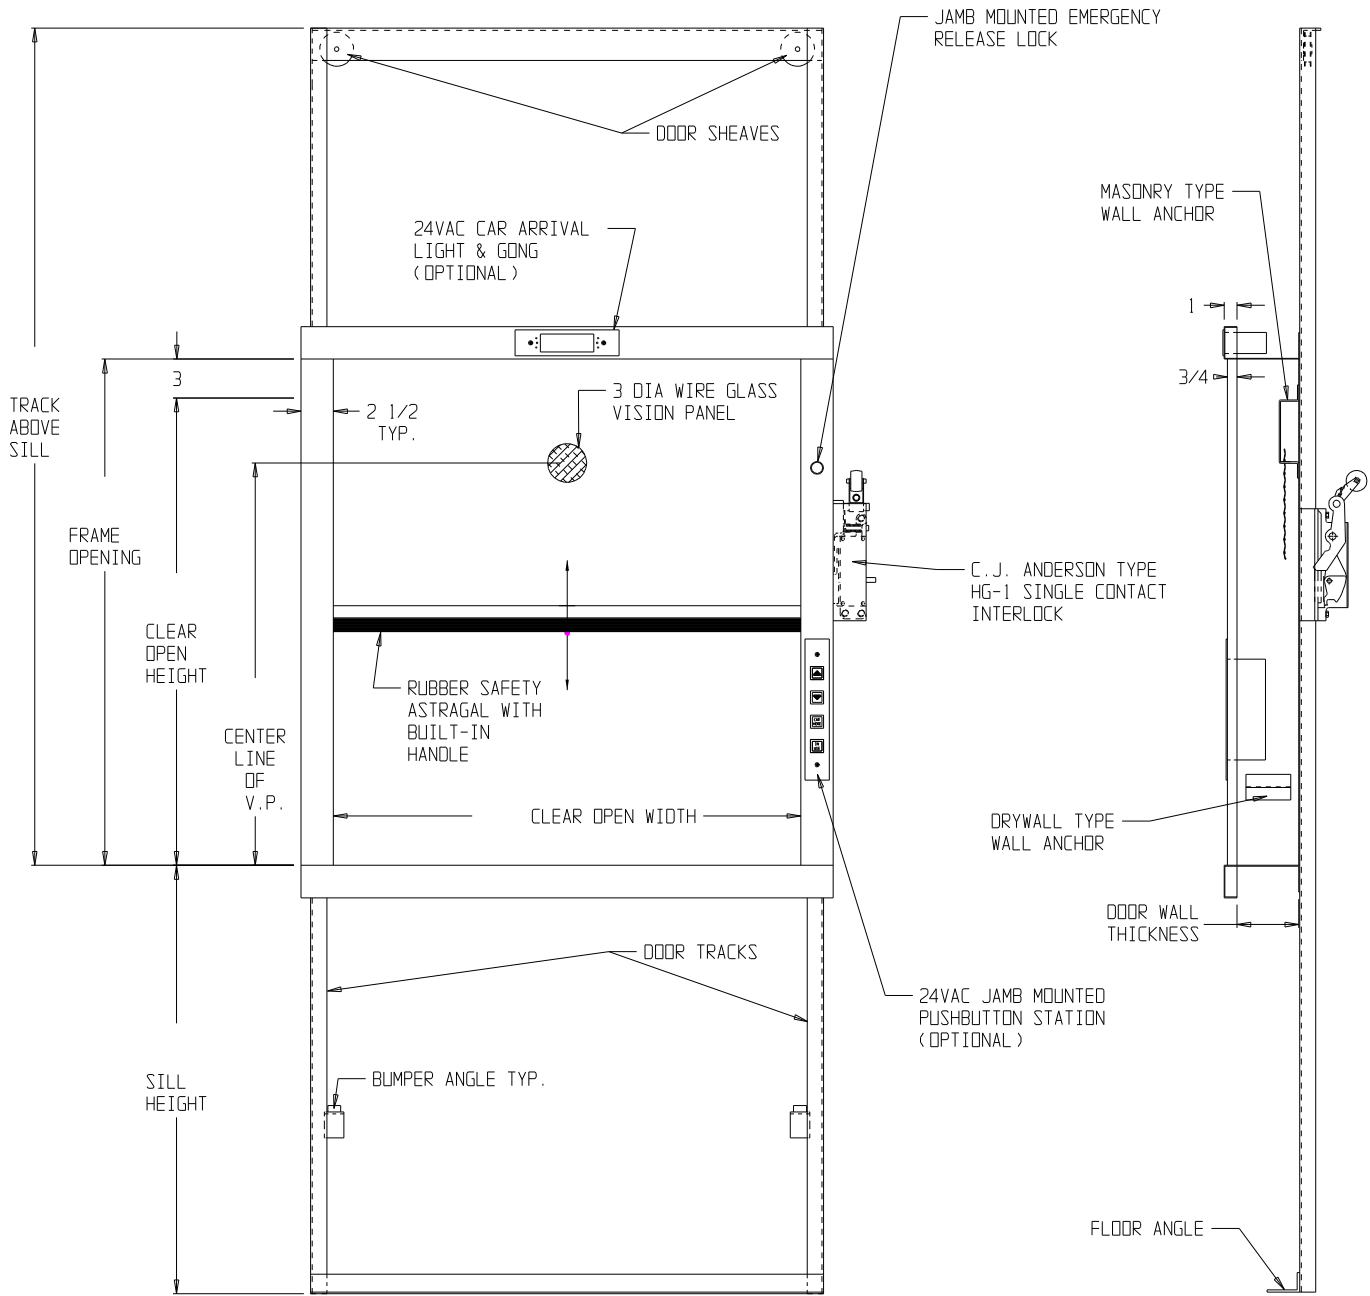 JAMB MOUNTED EMERGENCY
RELEASE LOCK
DOOR SHEAVES
MASONRY TYPE
WALL ANCHOR
24VAC CAR ARRIVAL
LIGHT & GONG
(OPTIONAL)
1
3
3/4
3 DIA WIRE GLASS
VISION PANEL
2 1/2
TYP.
TRACK
ABOVE
SILL
FRAME
OPENING
C.J. ANDERSON TYPE
HG-1 SINGLE CONTACT
INTERLOCK
CLEAR
OPEN
HEIGHT
RUBBER SAFETY
ASTRAGAL WITH
BUILT-IN
HANDLE
CENTER
LINE
OF
V.P.
CLEAR OPEN WIDTH
DRYWALL TYPE
WALL ANCHOR
DOOR WALL
THICKNESS
DOOR TRACKS
24VAC JAMB MOUNTED
PUSHBUTTON STATION
(OPTIONAL)
BUMPER ANGLE TYP.
SILL
HEIGHT
FLOOR ANGLE